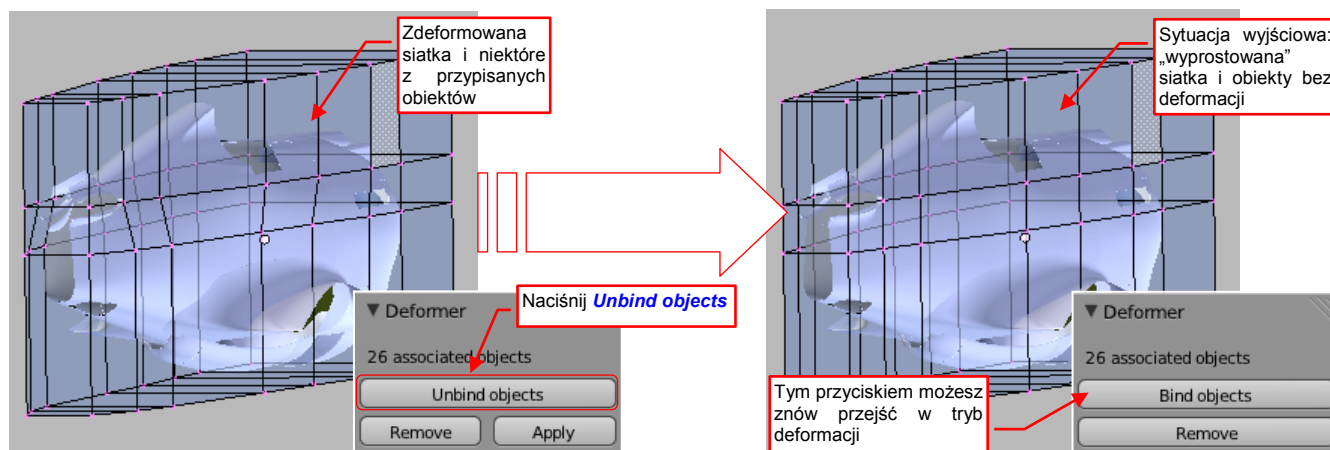 Zdeformowana
siatka i niektóre
z przypisanych
obiektów
Sytuacja wyjściowa:
„wyprostowana”
siatka i obiekty bez
deformacji
Naciśnij Unbind objects
Deformer
26 associated objects
Unbind objects
Remove
Apply
Tym przyciskiem możesz
znów przejść w tryb
deformacji
Deformer
26 associated objects
Bind objects
Remove